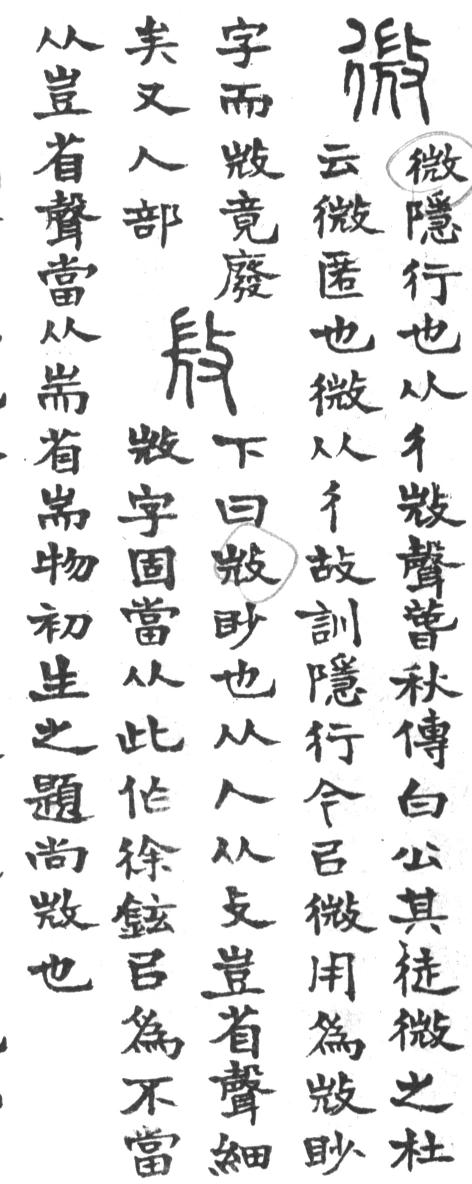 微
微隱行也从彳𢼸聲萅秋傳白公其徒微之杜
云微匿也微从彳故訓隱行今㠯微用為𢼸眇
字而𢼸竟廢
矣又人部
𢼸
下曰𢼸眇也从人从攴豈省聲細
𢼸字固當从此作徐鉉㠯為不當
从豈省聲當从耑省耑物初生之題尚𢼸也